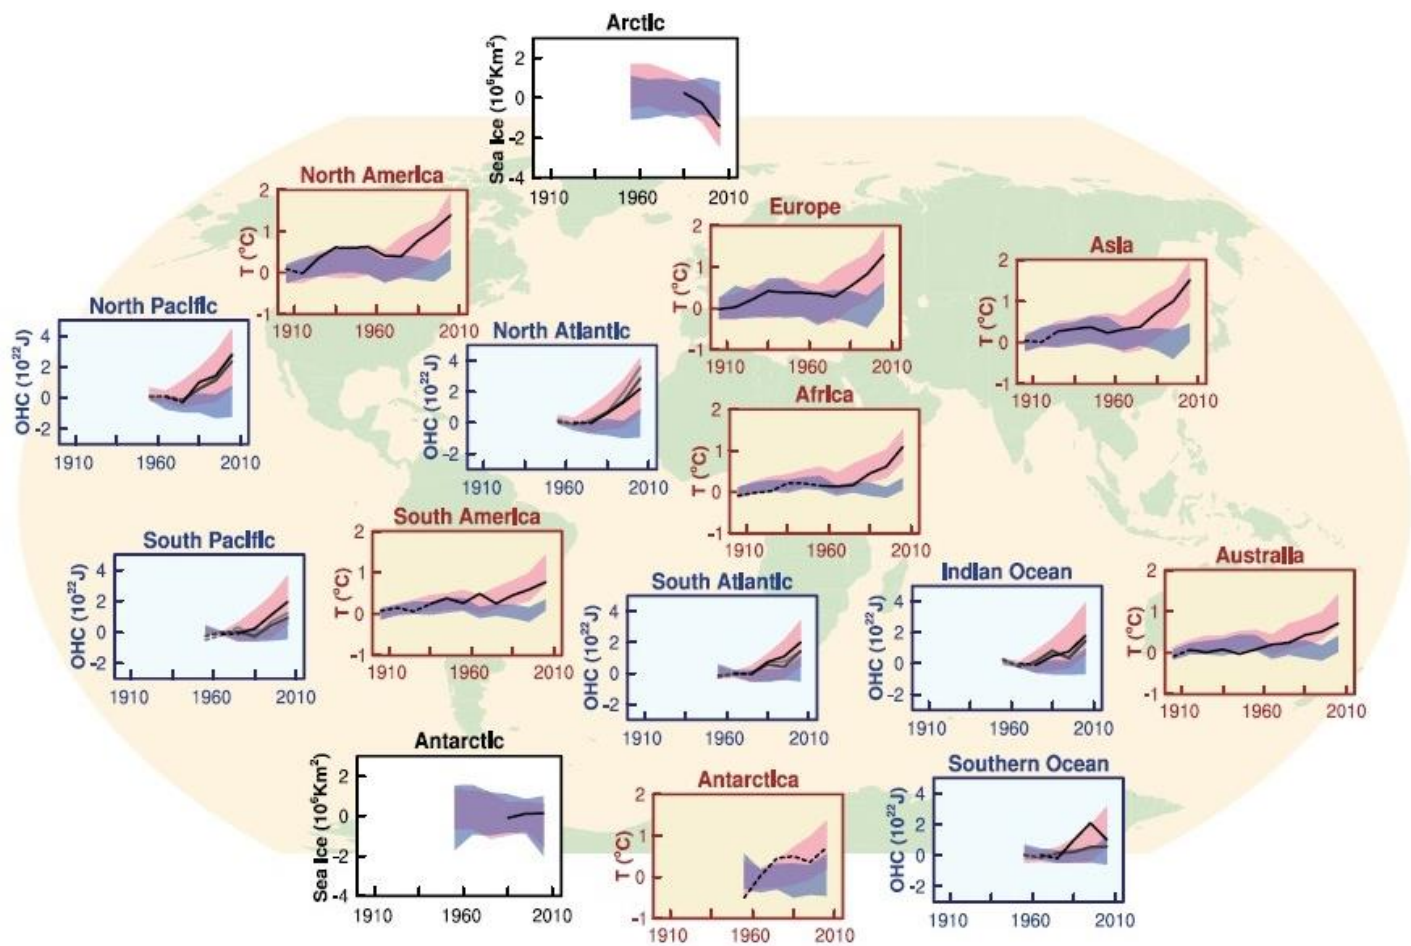 Arctic
Sea Ice (10⁶Km²)
2
0
-2
-4
1910 1960 2010
North America
T (°C)
2
1
0
-1
1910 1960 2010
Europe
T (°C)
2
1
0
-1
1910 1960 2010
Asia
T (°C)
2
1
0
-1
1910 1960 2010
North Pacific
OHC (10²²J)
4
2
0
-2
1910 1960 2010
North Atlantic
OHC (10²²J)
4
2
0
-2
1910 1960 2010
Africa
T (°C)
2
1
0
-1
1910 1960 2010
South America
T (°C)
2
1
0
-1
1910 1960 2010
South Pacific
OHC (10²²J)
4
2
0
-2
1910 1960 2010
South Atlantic
OHC (10²²J)
4
2
0
-2
1910 1960 2010
Indian Ocean
OHC (10²²J)
4
2
0
-2
1910 1960 2010
Australia
T (°C)
2
1
0
-1
1910 1960 2010
Antarctic
Sea Ice (10⁶Km²)
2
0
-2
-4
1910 1960 2010
Antarctica
T (°C)
2
1
0
-1
1910 1960 2010
Southern Ocean
OHC (10²²J)
4
2
0
-2
1910 1960 2010